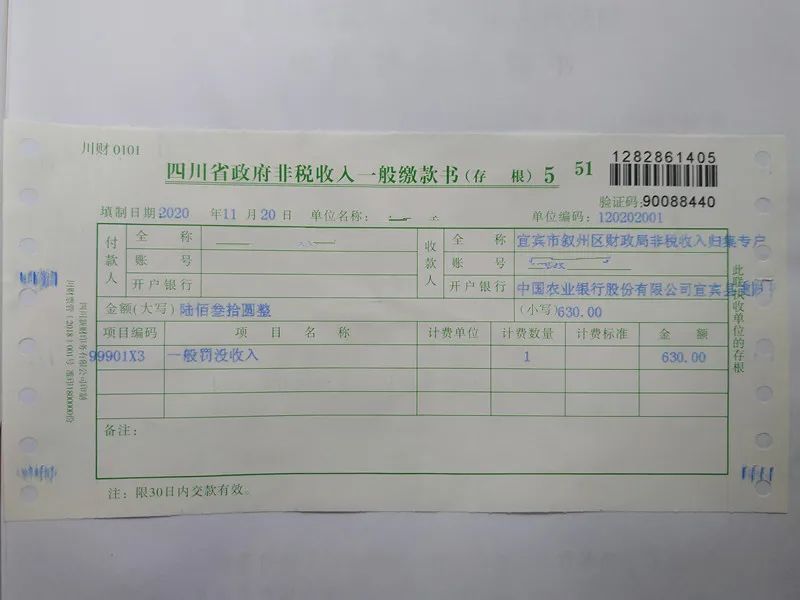 川财 0101
四川省政府非税收入一般缴款书(存 根) 5 51
1282861405
验证码:90088440
填制日期2020 年11 月20 日 单位名称: 单位编码: 120202001
付款人 全 称 收款人 全 称 宜宾市叙州区财政局非税收入归集专户
账 号 账 号
开户银行 开户银行 中国农业银行股份有限公司宜宾县
金额(大写) 陆佰叁拾圆整 (小写)630.00
项目编码 项 目 名 称 计费单位 计费数量 计费标准 金 额
99901X3 一般罚没收入 1 630.00
备注:
注：限30日内交款有效。
此联执收单位的存根